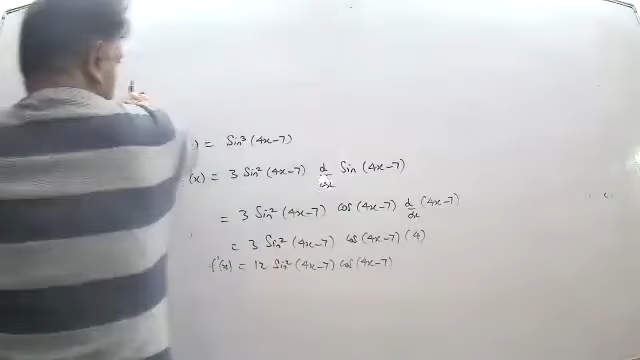 ) = Sin³ (4x-7)
(x) = 3 Sin² (4x-7) d/dx Sin (4x-7)
= 3 Sin² (4x-7) cos (4x-7) d/dx (4x-7)
= 3 Sin² (4x-7) cos (4x-7) (4)
f'(x) = 12 Sin² (4x-7) cos (4x-7)